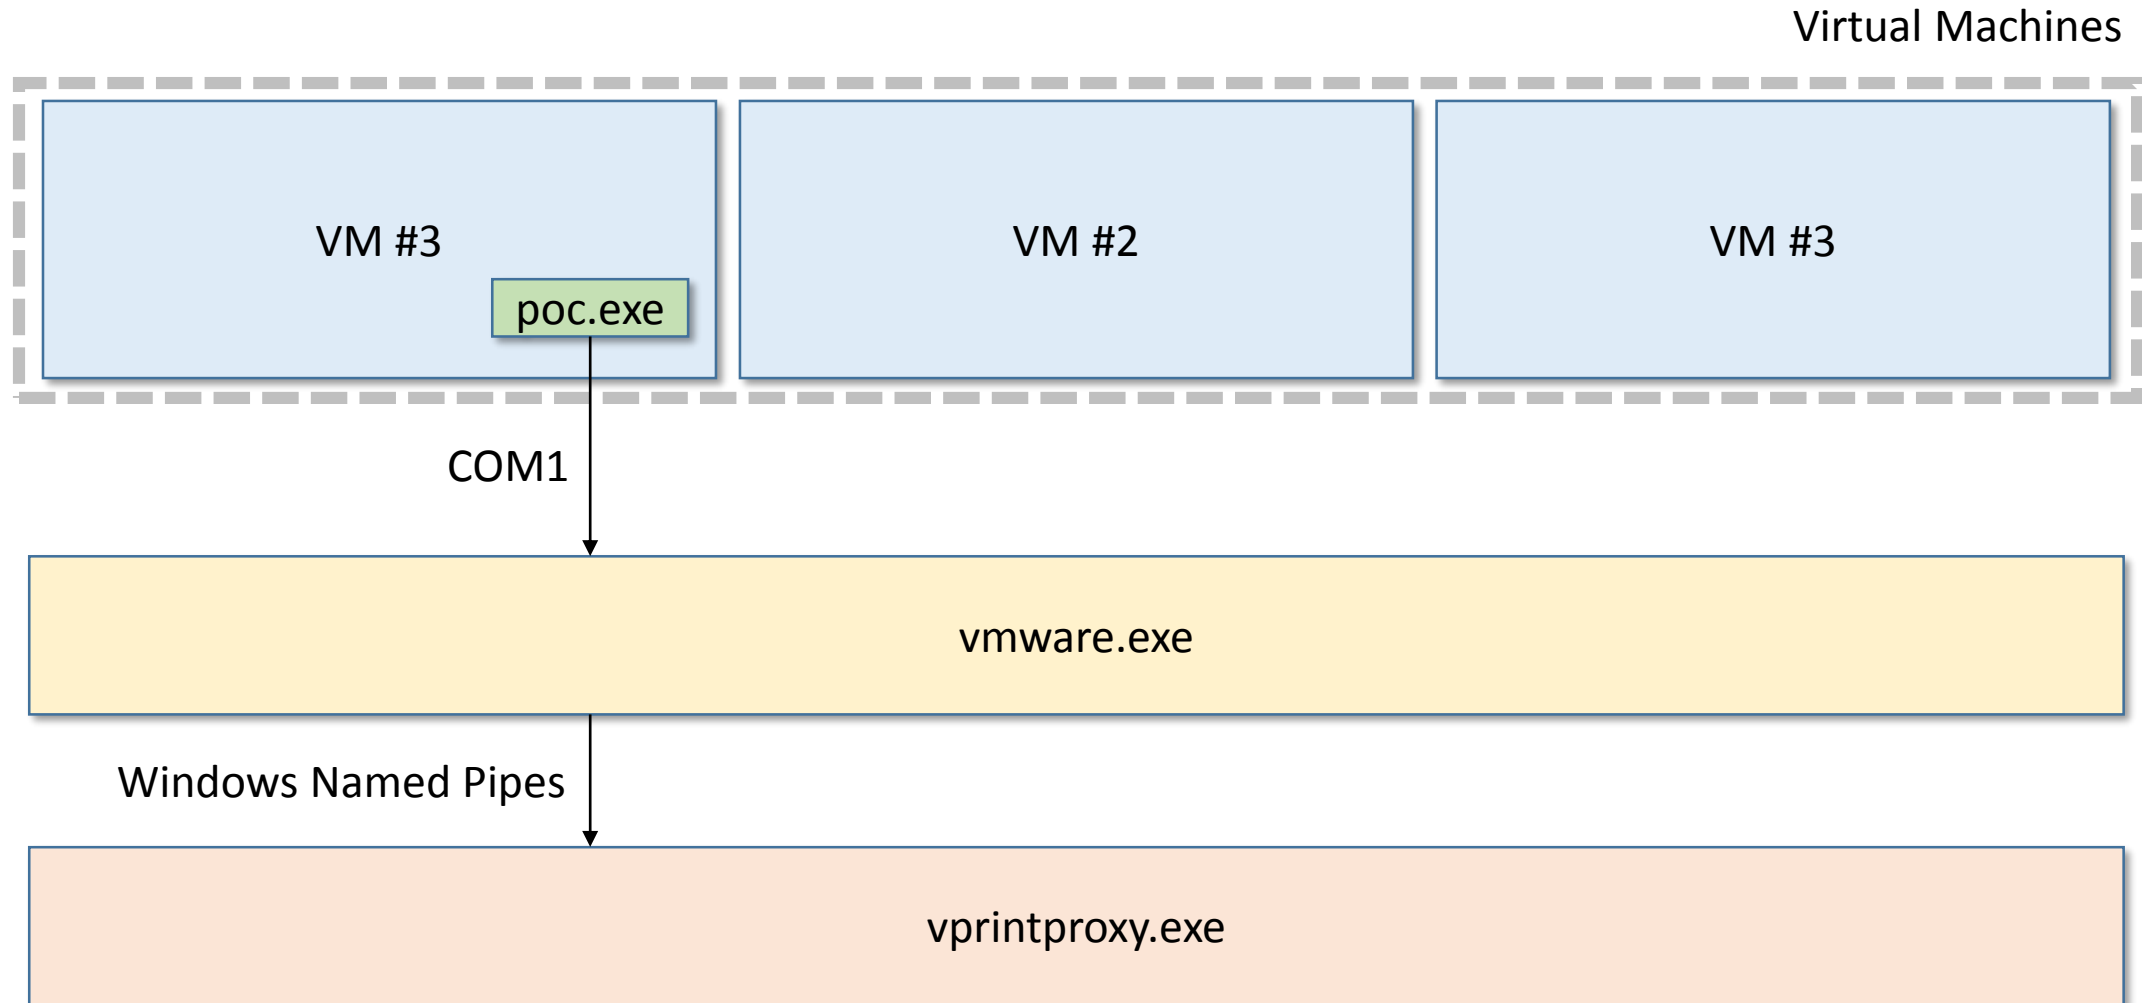 Virtual Machines
VM #3
VM #2
VM #3
poc.exe
COM1
vmware.exe
Windows Named Pipes
vprintproxy.exe